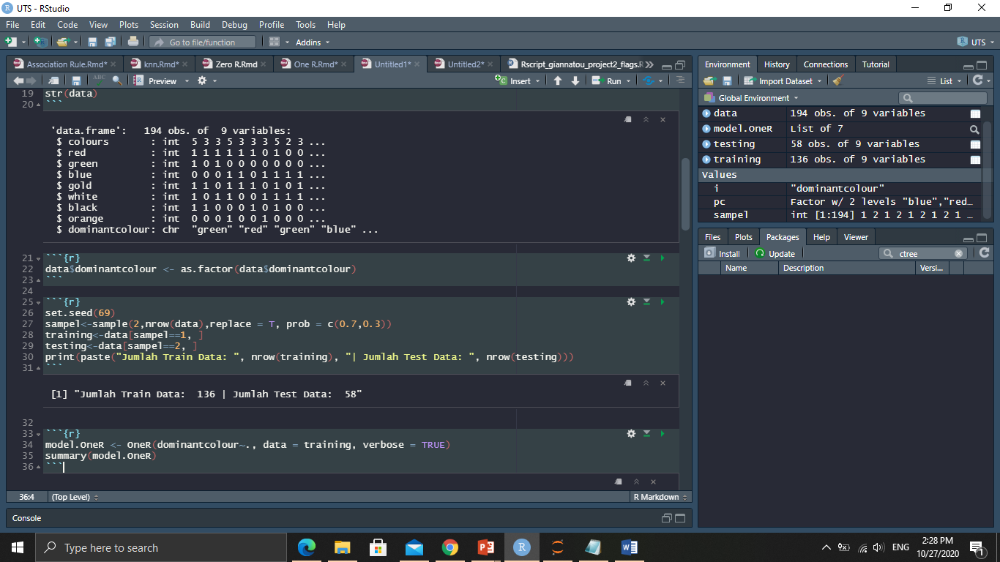 UTS - RStudio
File Edit Code View Plots Session Build Debug Profile Tools Help
Go to file/function Addins UTS
Association Rule.Rmd* knn.Rmd* Zero R.Rmd One R.Rmd* Untitled1* Untitled2* Rscript_giannatou_project2_flags.R
ABC Preview Insert Run
19 str(data)
20 ```
'data.frame': 194 obs. of 9 variables:
$ colours : int 5 3 3 5 3 3 3 5 2 3 ...
$ red : int 1 1 1 1 1 1 0 1 0 0 ...
$ green : int 1 0 1 0 0 0 0 0 0 0 ...
$ blue : int 0 0 0 1 1 0 1 1 1 1 ...
$ gold : int 1 1 0 1 1 1 0 1 0 1 ...
$ white : int 1 0 1 1 0 0 1 1 1 1 ...
$ black : int 1 1 0 0 0 1 0 1 0 0 ...
$ orange : int 0 0 0 1 0 0 1 0 0 0 ...
$ dominantcolour: chr "green" "red" "green" "blue" ...
21 ```{r}
22 data$dominantcolour <- as.factor(data$dominantcolour)
23 ```
24
25 ```{r}
26 set.seed(69)
27 sampel<-sample(2,nrow(data),replace = T, prob = c(0.7,0.3))
28 training<-data[sampel==1, ]
29 testing<-data[sampel==2, ]
30 print(paste("Jumlah Train Data: ", nrow(training), "| Jumlah Test Data: ", nrow(testing)))
31 ```
[1] "Jumlah Train Data:  136 | Jumlah Test Data:  58"
32
33 ```{r}
34 model.OneR <- OneR(dominantcolour~., data = training, verbose = TRUE)
35 summary(model.OneR)
36 ```
36:4 (Top Level) R Markdown
Console
Environment History Connections Tutorial
Import Dataset List
Global Environment
data 194 obs. of 9 variables
model.OneR List of 7
testing 58 obs. of 9 variables
training 136 obs. of 9 variables
Values
i "dominantcolour"
pc Factor w/ 2 levels "blue","red…
sampel int [1:194] 1 2 1 2 1 2 1 2 1 …
Files Plots Packages Help Viewer
Install Update ctree
Name Description Versi...
Type here to search
ENG
2:28 PM
10/27/2020
1